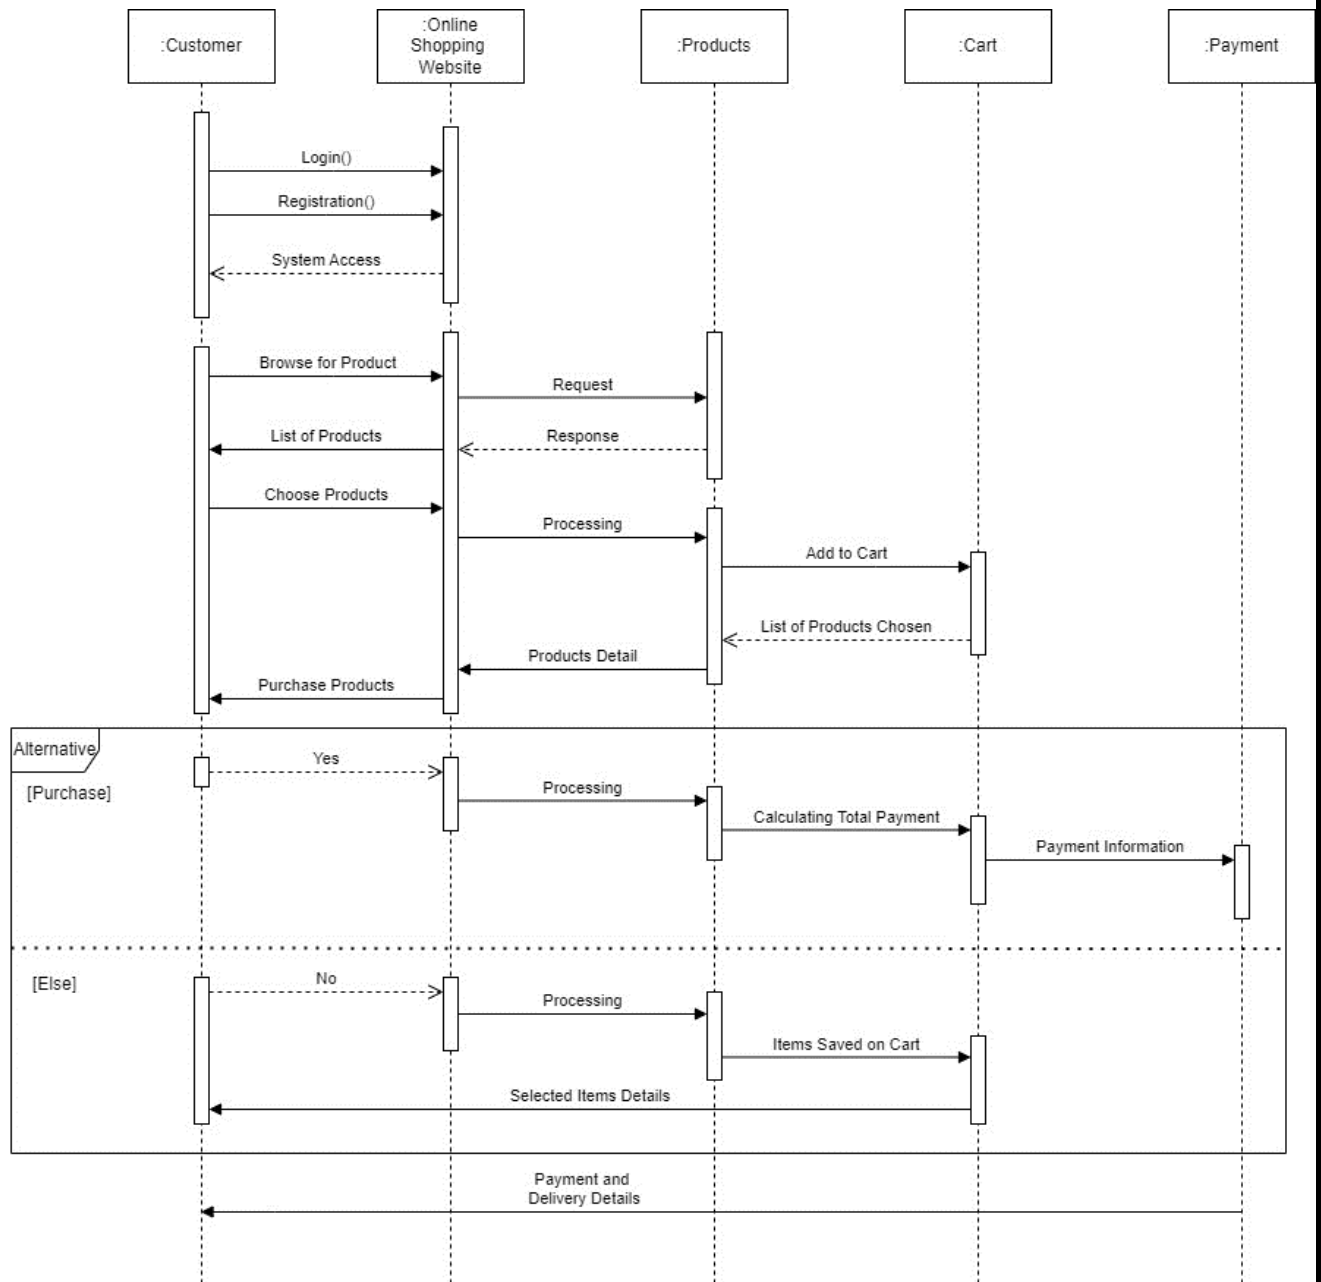 :Customer
:Online
Shopping
Website
:Products
:Cart
:Payment
Login()
Registration()
System Access
Browse for Product
Request
List of Products
Response
Choose Products
Processing
Add to Cart
List of Products Chosen
Products Detail
Purchase Products
Alternative
Yes
[Purchase]
Processing
Calculating Total Payment
Payment Information
[Else]
No
Processing
Items Saved on Cart
Selected Items Details
Payment and
Delivery Details